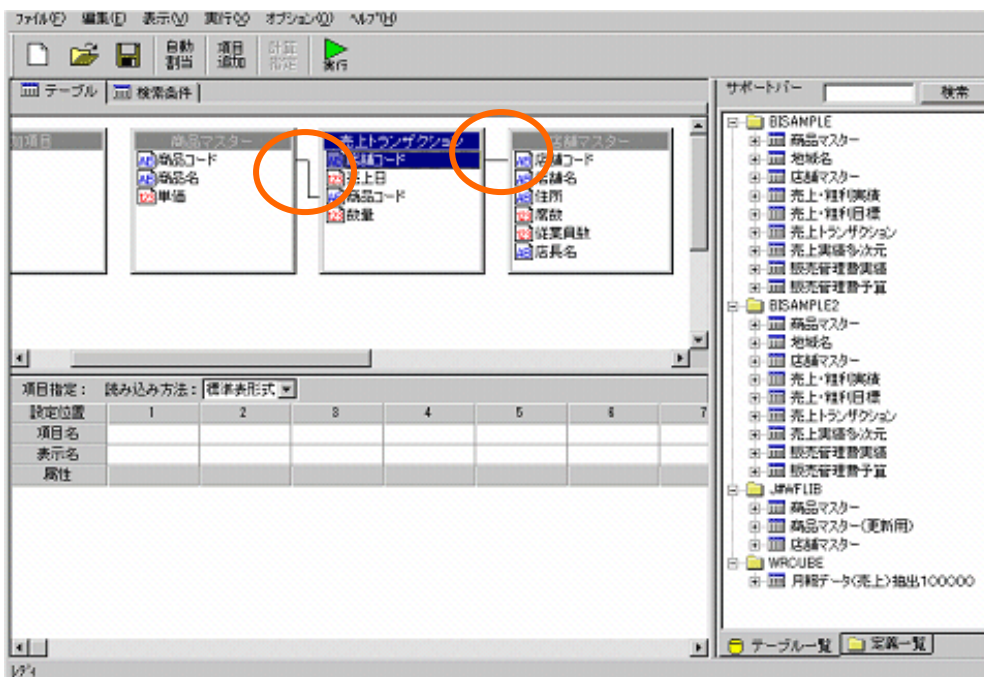 ファイル(F) 編集(E) 表示(V) 実行(X) オプション(O) ヘルプ(H)
自動割当 項目追加 計算指定 実行
テーブル 検索条件
サポートバー 検索
加項目
商品マスター
商品コード
商品名
単価
売上トランザクション
店舗コード
売上日
商品コード
数量
店舗マスター
店舗コード
店舗名
住所
席数
従業員数
店長名
項目指定: 読み込み方法: 標準表形式
設定位置 1 2 3 4 5 6 7
項目名
表示名
属性
BISAMPLE
商品マスター
地域名
店舗マスター
売上・粗利実績
売上・粗利目標
売上トランザクション
売上実績多次元
販売管理費実績
販売管理費予算
BISAMPLE2
商品マスター
地域名
店舗マスター
売上・粗利実績
売上・粗利目標
売上トランザクション
売上実績多次元
販売管理費実績
販売管理費予算
J#WFLIB
商品マスター
商品マスター(更新用)
店舗マスター
WRCUBE
月報データ(売上)抽出100000
テーブル一覧 定義一覧
レディ